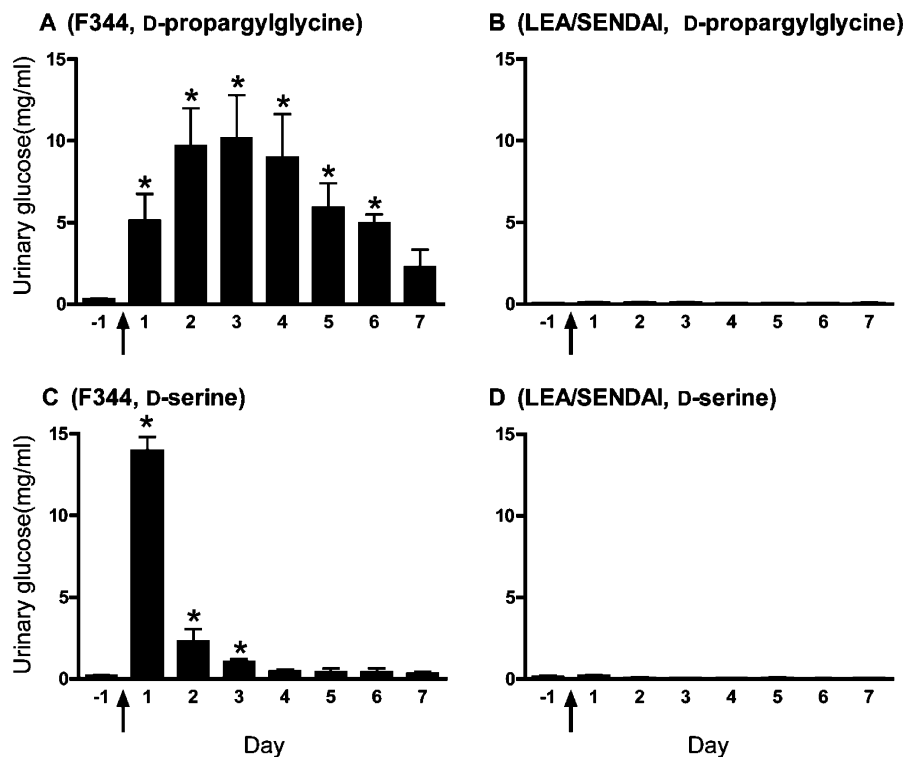 A (F344, D-propargylglycine)
B (LEA/SENDAI, D-propargylglycine)
Urinary glucose(mg/ml)
15
10
5
0
* * * * * *
-1 1 2 3 4 5 6 7
15
10
5
0
-1 1 2 3 4 5 6 7
C (F344, D-serine)
D (LEA/SENDAI, D-serine)
Urinary glucose(mg/ml)
15
10
5
0
* * *
-1 1 2 3 4 5 6 7
Day
15
10
5
0
-1 1 2 3 4 5 6 7
Day